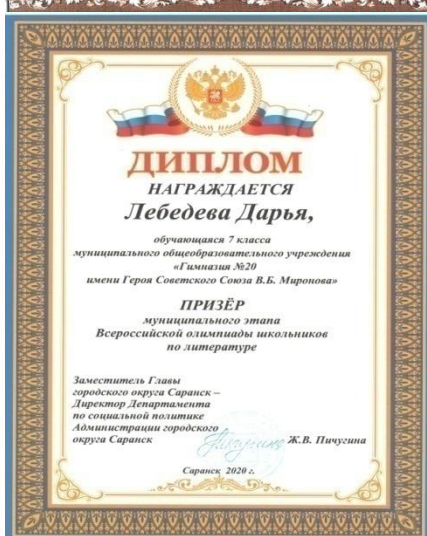 ДИПЛОМ
НАГРАЖДАЕТСЯ
Лебедева Дарья,
обучающаяся 7 класса
муниципального общеобразовательного учреждения
«Гимназия №20
имени Героя Советского Союза В.Б. Миронова»
ПРИЗЁР
муниципального этапа
Всероссийской олимпиады школьников
по литературе
Заместитель Главы
городского округа Саранск –
Директор Департамента
по социальной политике
Администрации городского
округа Саранск Ж.В. Пичугина
Саранск 2020 г.